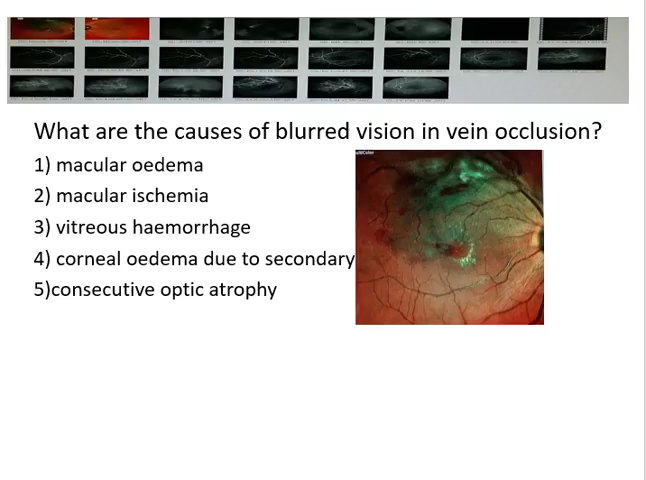 What are the causes of blurred vision in vein occlusion?
1) macular oedema
2) macular ischemia
3) vitreous haemorrhage
4) corneal oedema due to secondary
5)consecutive optic atrophy